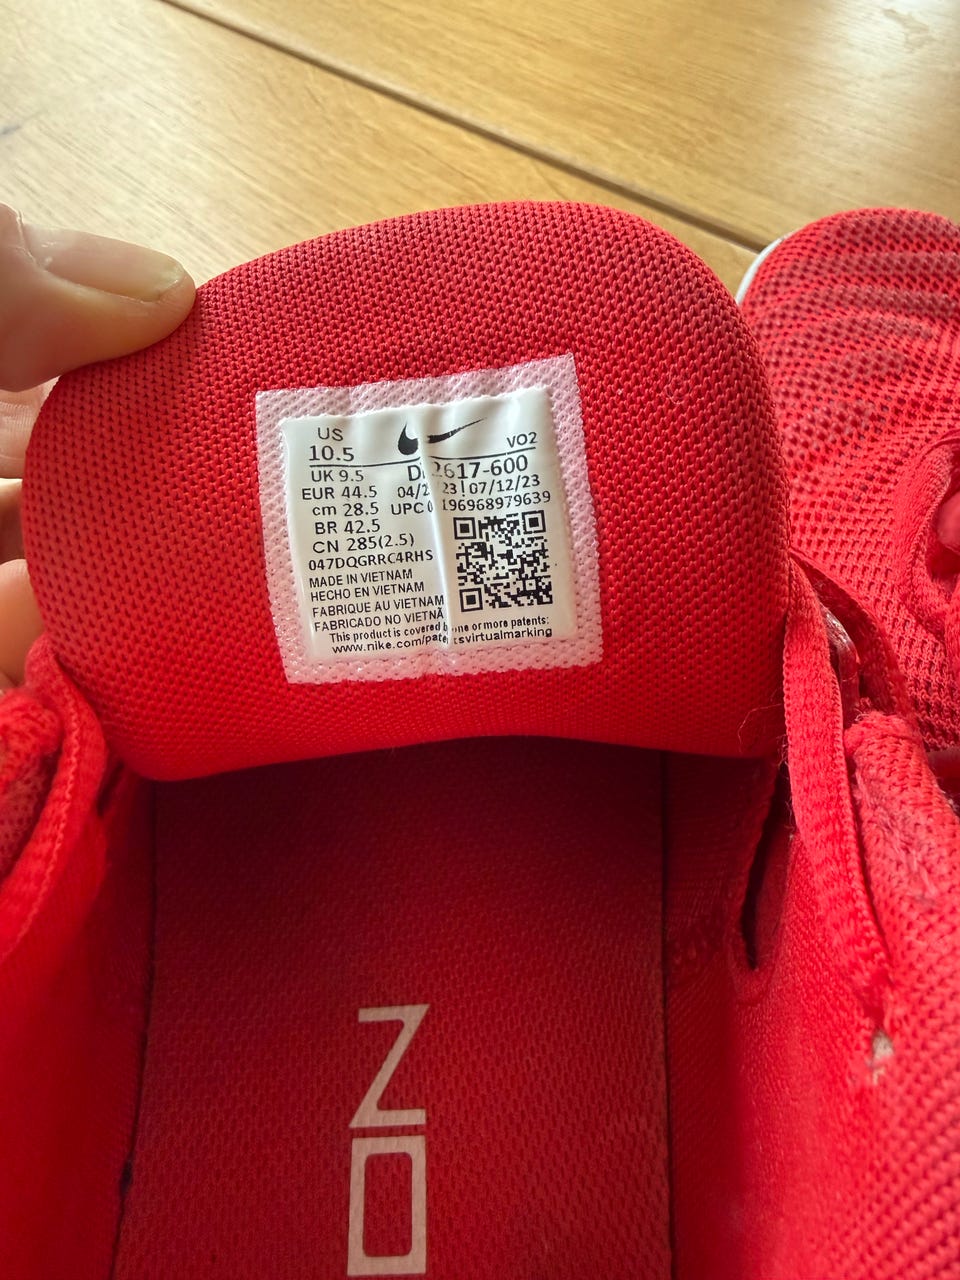 US
10.5
VO2
UK 9.5
EUR 44.5
07/12/23
cm 28.5
UPC
BR 42.5
CN 285(2.5)
047DQGRRC4RHS
MADE IN VIETNAM
HECHO EN VIETNAM
FABRIQUE AU VIETNAM
FABRICADO NO VIETNÃ
This product is covered by one or more patents:
www.nike.com/patentsvirtualmarking
Z
O